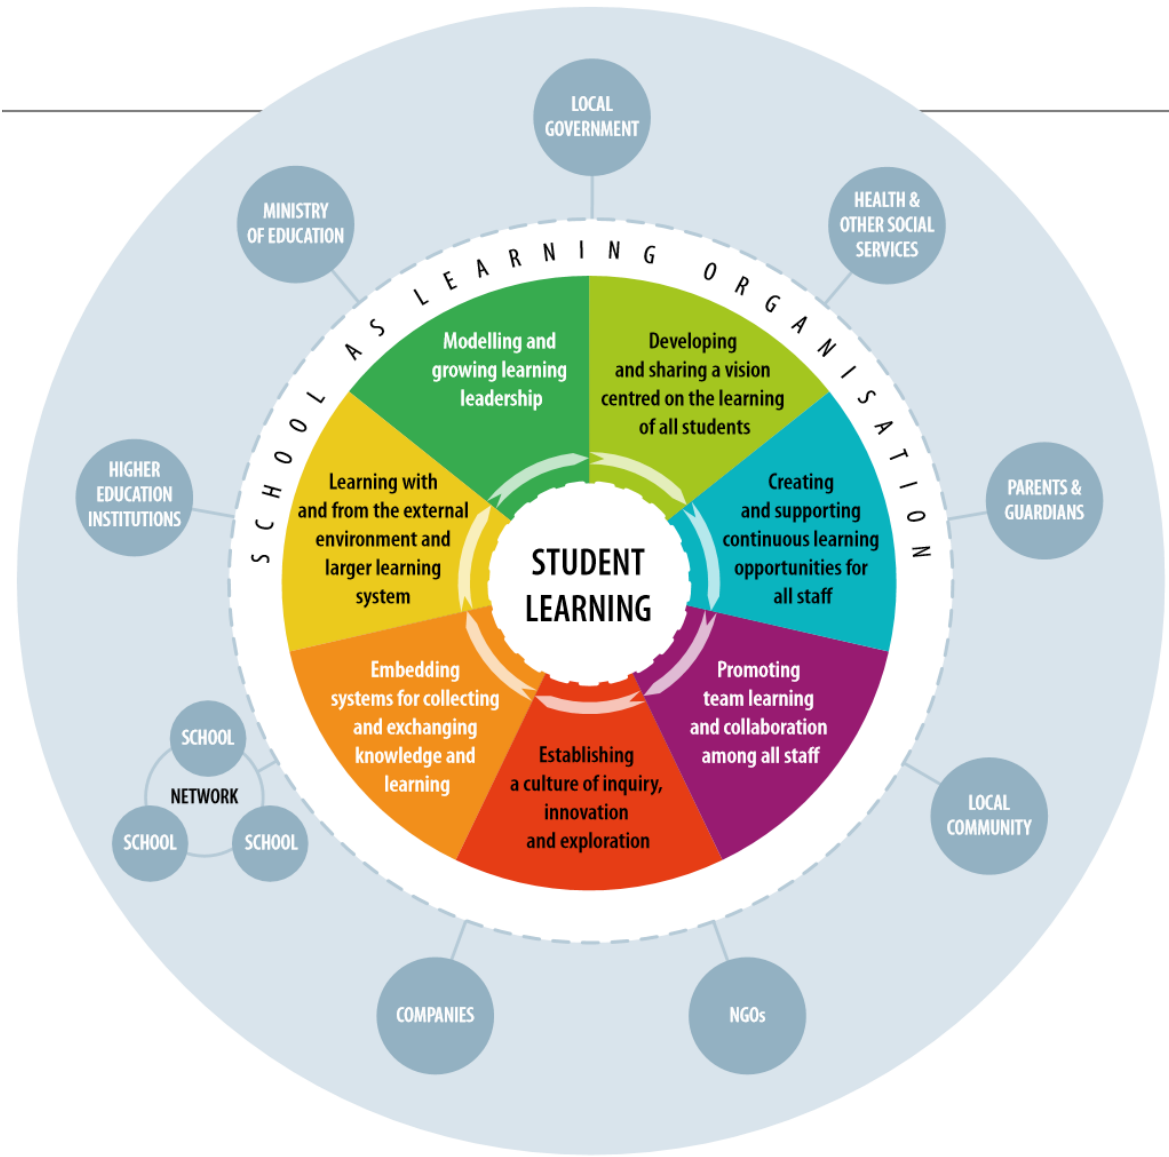 LOCAL
GOVERNMENT
HEALTH &
OTHER SOCIAL
SERVICES
PARENTS &
GUARDIANS
LOCAL
COMMUNITY
NGOs
COMPANIES
SCHOOL
NETWORK
SCHOOL
SCHOOL
HIGHER
EDUCATION
INSTITUTIONS
MINISTRY
OF EDUCATION
SCHOOL AS LEARNING ORGANISATION
Developing
and sharing a vision
centred on the learning
of all students
Creating
and supporting
continuous learning
opportunities for
all staff
Promoting
team learning
and collaboration
among all staff
Establishing
a culture of inquiry,
innovation
and exploration
Embedding
systems for collecting
and exchanging
knowledge and
learning
Learning with
and from the external
environment and
larger learning
system
Modelling and
growing learning
leadership
STUDENT
LEARNING